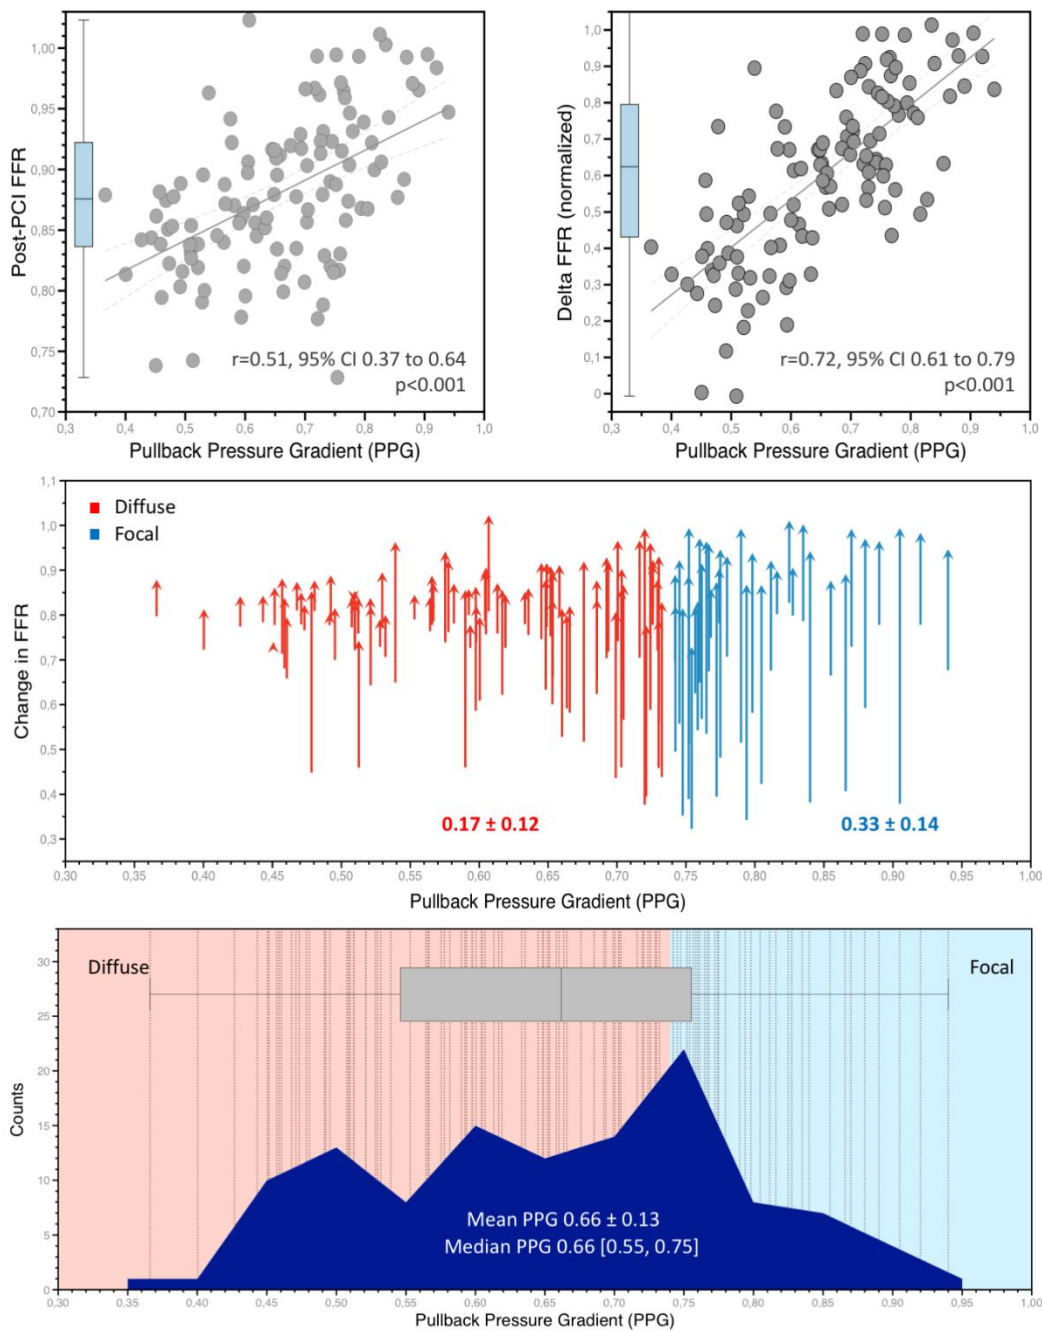 1,00
0,95
0,90
0,85
0,80
0,75
0,70
Post-PCI FFR
r=0.51, 95% CI 0.37 to 0.64
p<0.001
0,3 0,4 0,5 0,6 0,7 0,8 0,9 1,0
Pullback Pressure Gradient (PPG)
1,0
0,9
0,8
0,7
0,6
0,5
0,4
0,3
0,2
0,1
0
Delta FFR (normalized)
r=0.72, 95% CI 0.61 to 0.79
p<0.001
0,3 0,4 0,5 0,6 0,7 0,8 0,9 1,0
Pullback Pressure Gradient (PPG)
1,1
1,0
0,9
0,8
0,7
0,6
0,5
0,4
0,3
Change in FFR
Diffuse
Focal
0.17 ± 0.12
0.33 ± 0.14
0,30 0,40 0,45 0,50 0,55 0,60 0,65 0,70 0,75 0,80 0,85 0,90 0,95 1,00
Pullback Pressure Gradient (PPG)
30
25
20
15
10
5
0
Counts
Diffuse
Focal
Mean PPG 0.66 ± 0.13
Median PPG 0.66 [0.55, 0.75]
0.30 0,35 0,40 0,45 0,50 0,55 0,60 0,65 0,70 0,75 0,80 0,85 0,90 0,95 1,00
Pullback Pressure Gradient (PPG)